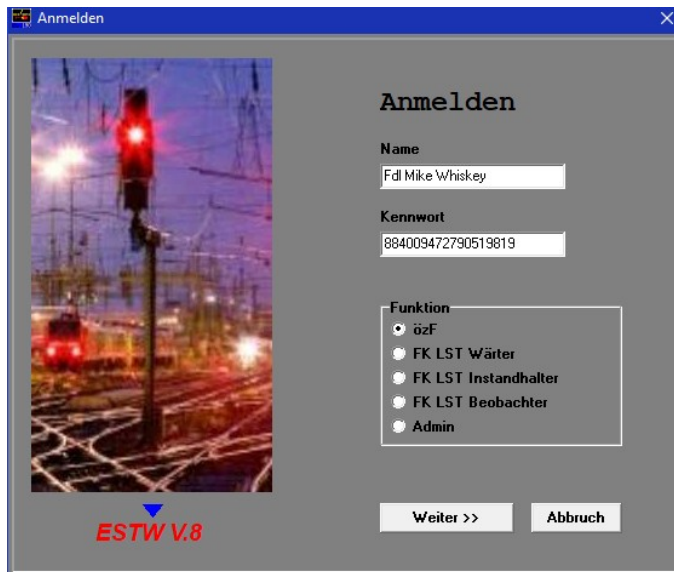 Anmelden
Anmelden
Name
Fdl Mike Whiskey
Kennwort
884009472790519819
Funktion
özF
FK LST Wärter
FK LST Instandhalter
FK LST Beobachter
Admin
Weiter >>
Abbruch
ESTW V.8